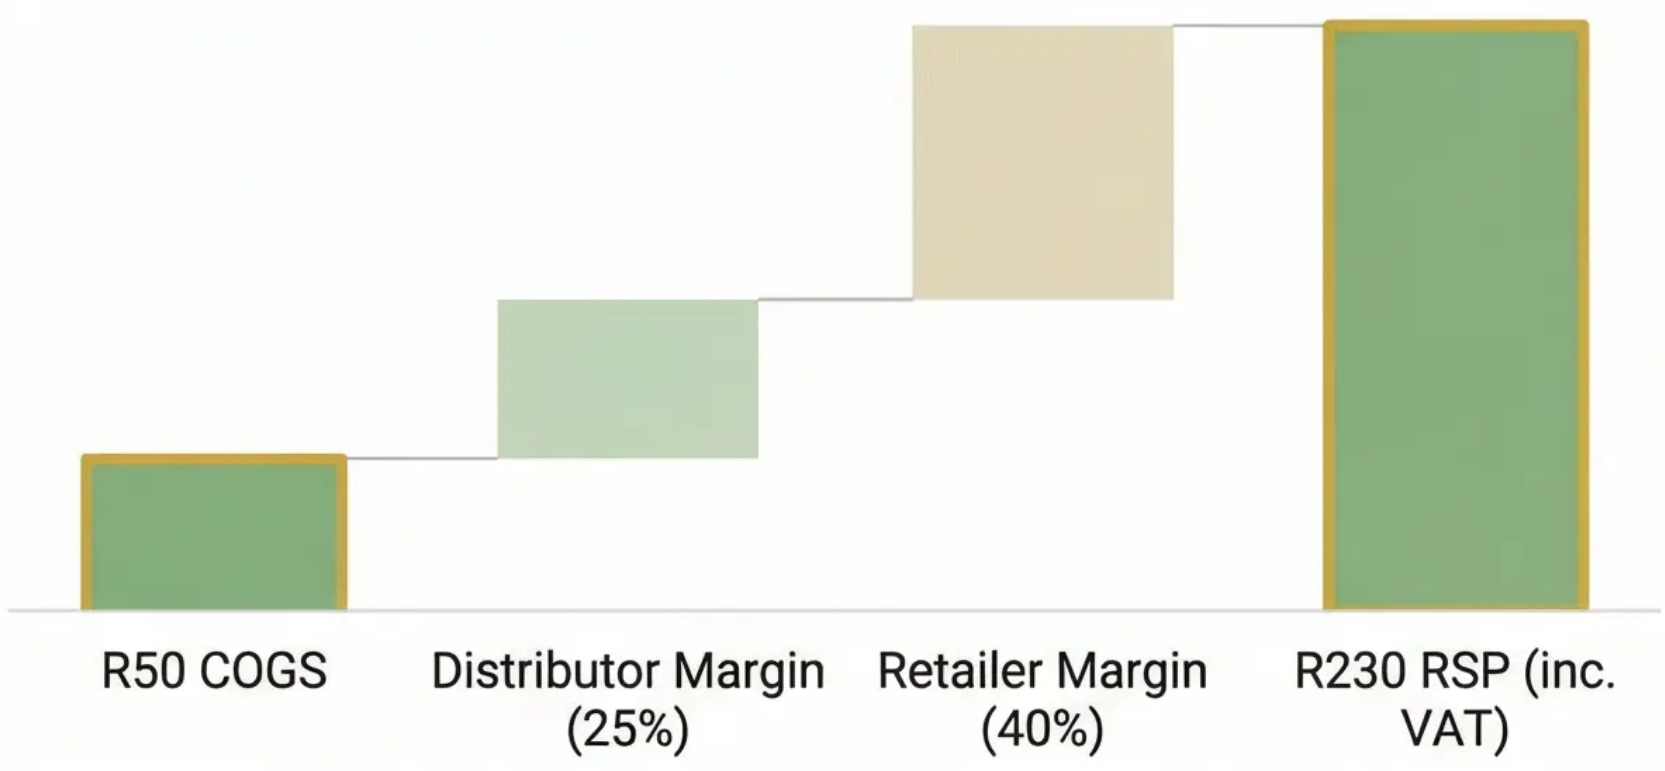 R50 COGS
Distributor Margin
(25%)
Retailer Margin
(40%)
R230 RSP (inc.
VAT)